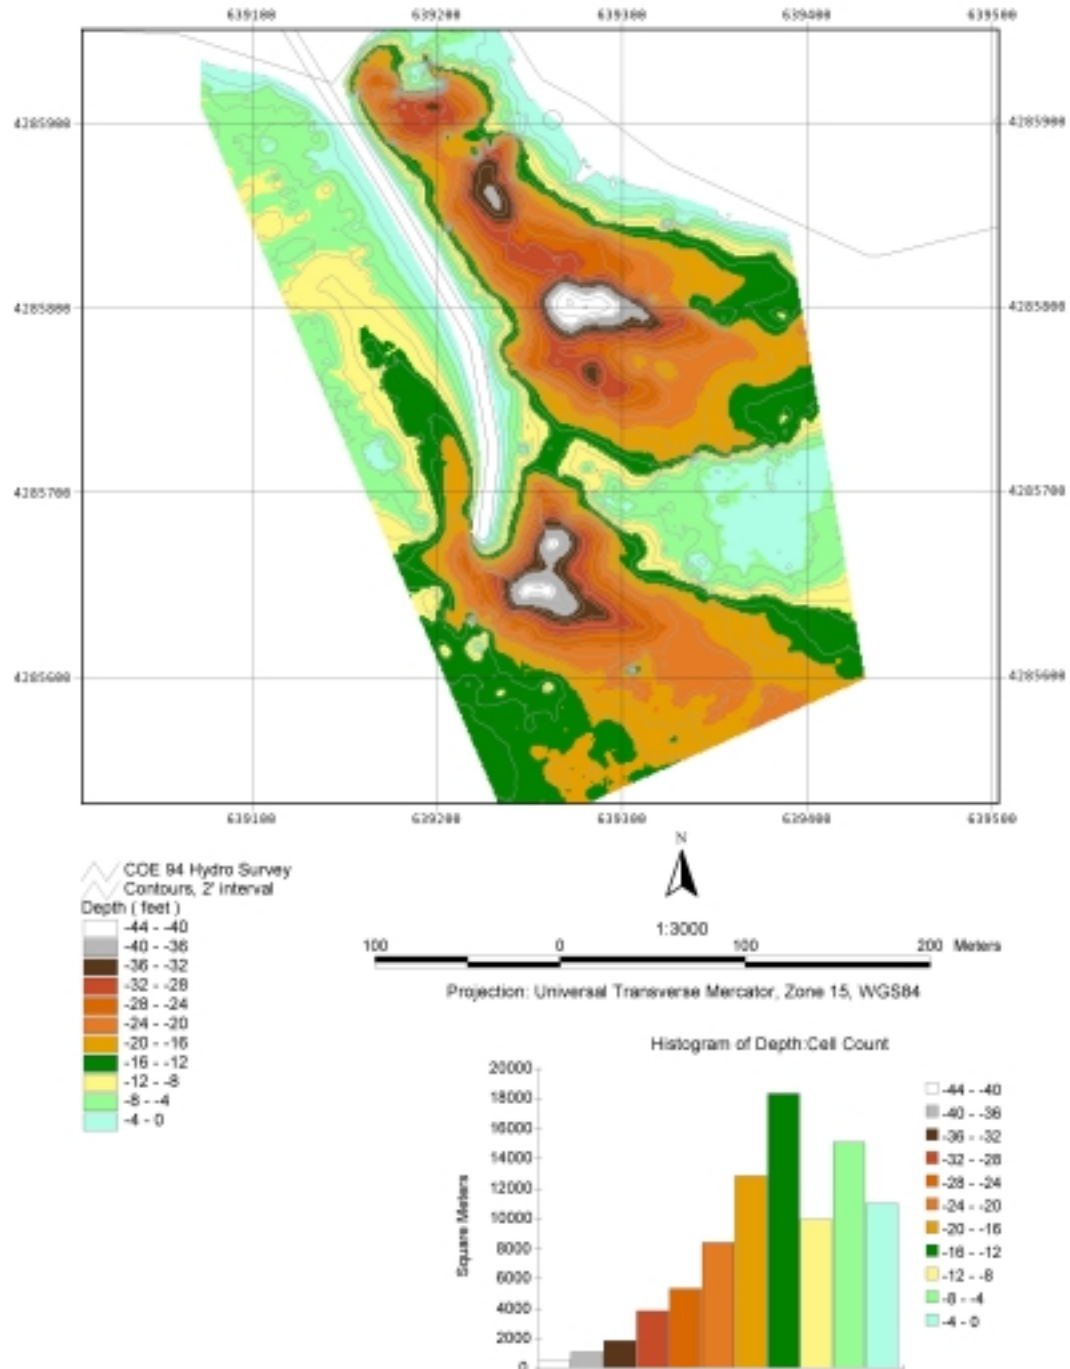 639100 639200 639300 639400 639500
4285900 4285900
4285800 4285800
4285700 4285700
4285600 4285600
639100 639200 639300 639400 639500
N
COE 94 Hydro Survey
Contours, 2' interval
Depth ( feet )
-44 - -40
-40 - -36
-36 - -32
-32 - -28
-28 - -24
-24 - -20
-20 - -16
-16 - -12
-12 - -8
-8 - -4
-4 - 0
1:3000
100 0 100 200 Meters
Projection: Universal Transverse Mercator, Zone 15, WGS84
Histogram of Depth:Cell Count
Square Meters
20000
18000
16000
14000
12000
10000
8000
6000
4000
2000
0
-44 - -40
-40 - -36
-36 - -32
-32 - -28
-28 - -24
-24 - -20
-20 - -16
-16 - -12
-12 - -8
-8 - -4
-4 - 0